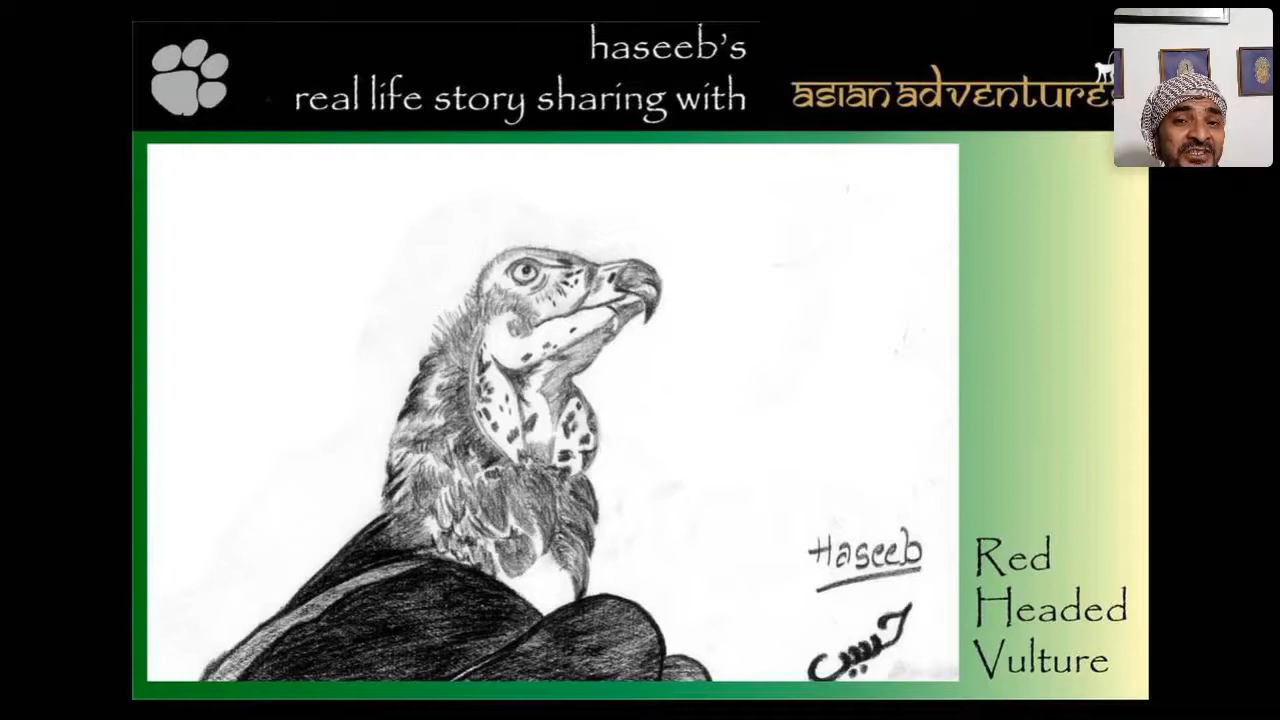 haseeb's
real life story sharing with
asian adventures
Haseeb
حسیب
Red
Headed
Vulture